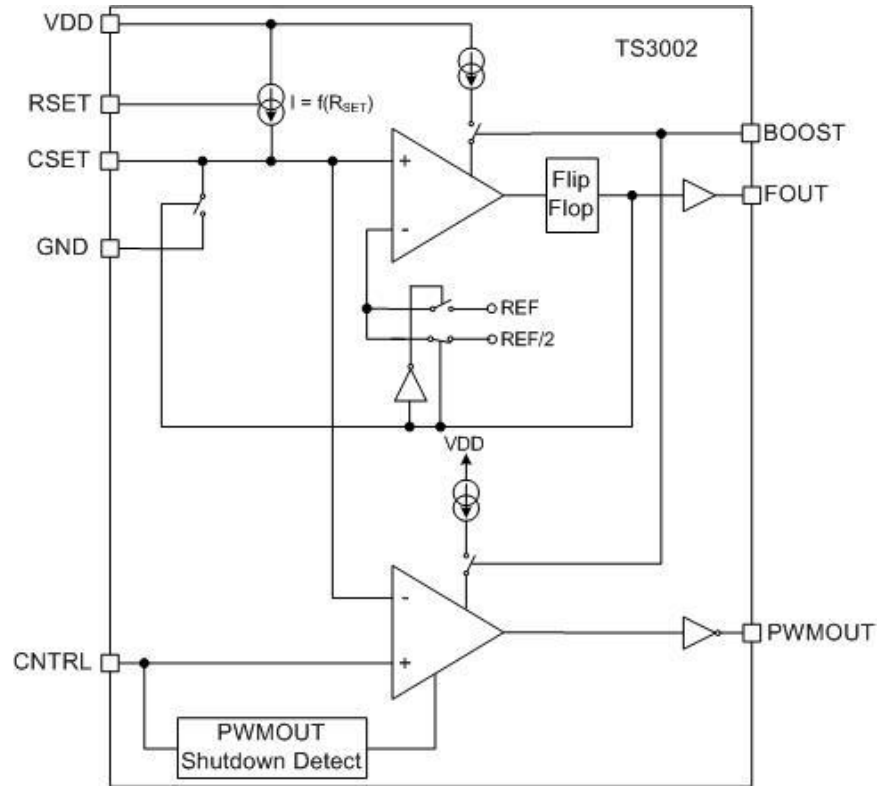 VDD
TS3002
RSET
I = f(RSET)
BOOST
CSET
+
Flip
Flop
FOUT
-
GND
REF
REF/2
VDD
-
PWMOUT
CNTRL
+
PWMOUT
Shutdown Detect